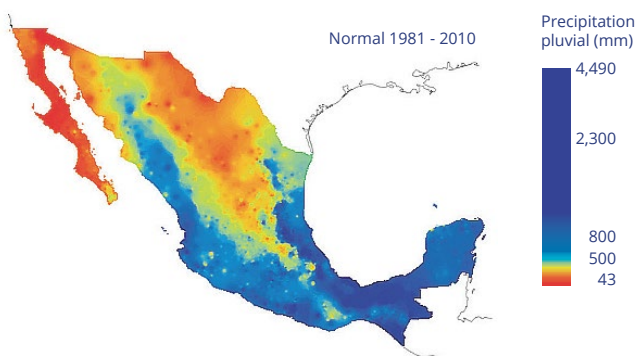 Normal 1981 - 2010
Precipitation
pluvial (mm)
4,490
2,300
800
500
43